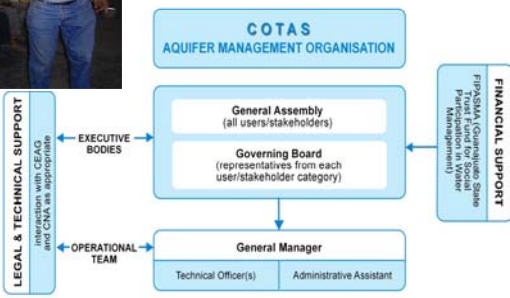 COTAS
AQUIFER MANAGEMENT ORGANISATION
LEGAL & TECHNICAL SUPPORT
interaction with CEAG
and CNA as appropriate
EXECUTIVE
BODIES
General Assembly
(all users/stakeholders)
Governing Board
(representatives from each
user/stakeholder category)
FINANCIAL SUPPORT
FIPASMA (Guanajuato State
Trust Fund for Social
Participation in Water
Management)
OPERATIONAL
TEAM
General Manager
Technical Officer(s)
Administrative Assistant